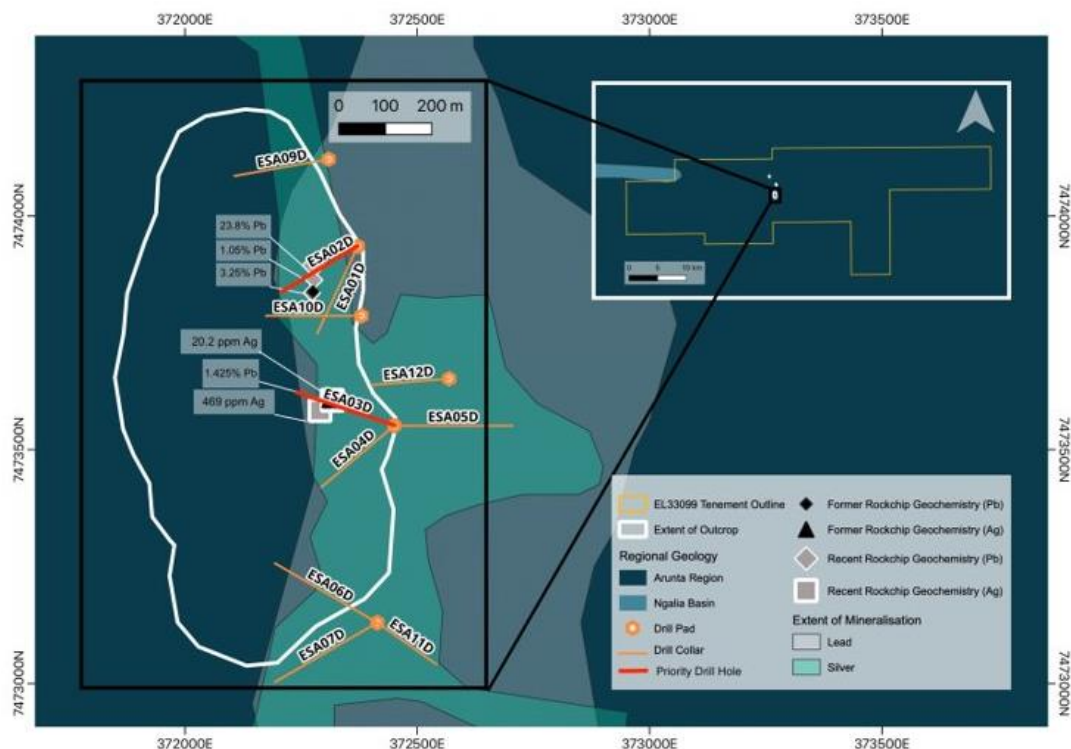 372000E
372500E
373000E
373500E
0 100 200 m
ESA09D
7474000N
7474000N
23.8% Pb
1.05% Pb
3.25% Pb
ESA02D
ESA01D
ESA10D
0 5 10 km
20.2 ppm Ag
1.425% Pb
469 ppm Ag
ESA12D
ESA03D
ESA05D
ESA04D
7473500N
7473500N
ESA06D
ESA07D
ESA11D
EL33099 Tenement Outline
Extent of Outcrop
Regional Geology
Arunta Region
Ngalia Basin
Drill Pad
Drill Collar
Priority Drill Hole
Former Rockchip Geochemistry (Pb)
Former Rockchip Geochemistry (Ag)
Recent Rockchip Geochemistry (Pb)
Recent Rockchip Geochemistry (Ag)
Extent of Mineralisation
Lead
Silver
7473000N
7473000N
372000E
372500E
373000E
373500E